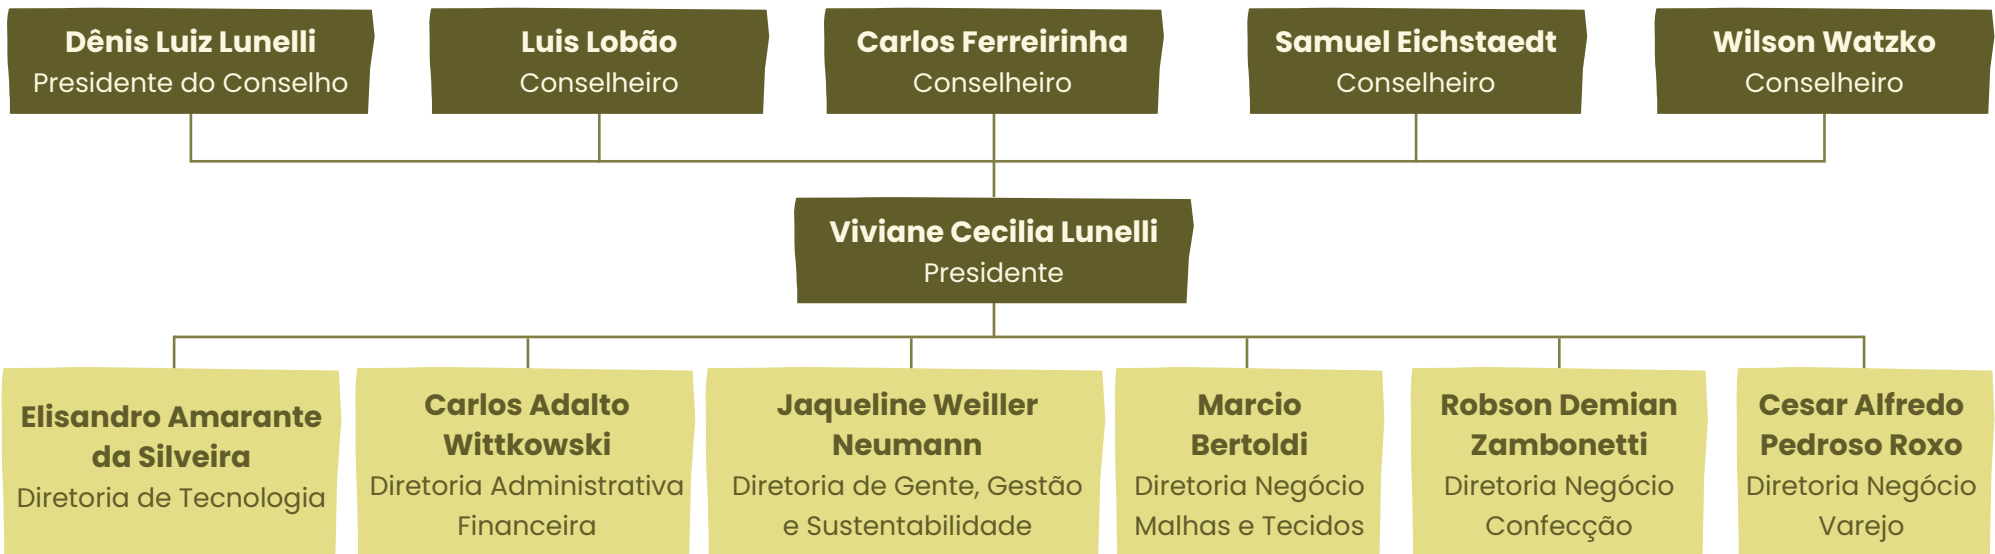 Dênis Luiz Lunelli
Presidente do Conselho
Luis Lobão
Conselheiro
Carlos Ferreirinha
Conselheiro
Samuel Eichstaedt
Conselheiro
Wilson Watzko
Conselheiro
Viviane Cecilia Lunelli
Presidente
Elisandro Amarante
da Silveira
Diretoria de Tecnologia
Carlos Adalto
Wittkowski
Diretoria Administrativa
Financeira
Jaqueline Weiller
Neumann
Diretoria de Gente, Gestão
e Sustentabilidade
Marcio
Bertoldi
Diretoria Negócio
Malhas e Tecidos
Robson Demian
Zambonetti
Diretoria Negócio
Confecção
Cesar Alfredo
Pedroso Roxo
Diretoria Negócio
Varejo